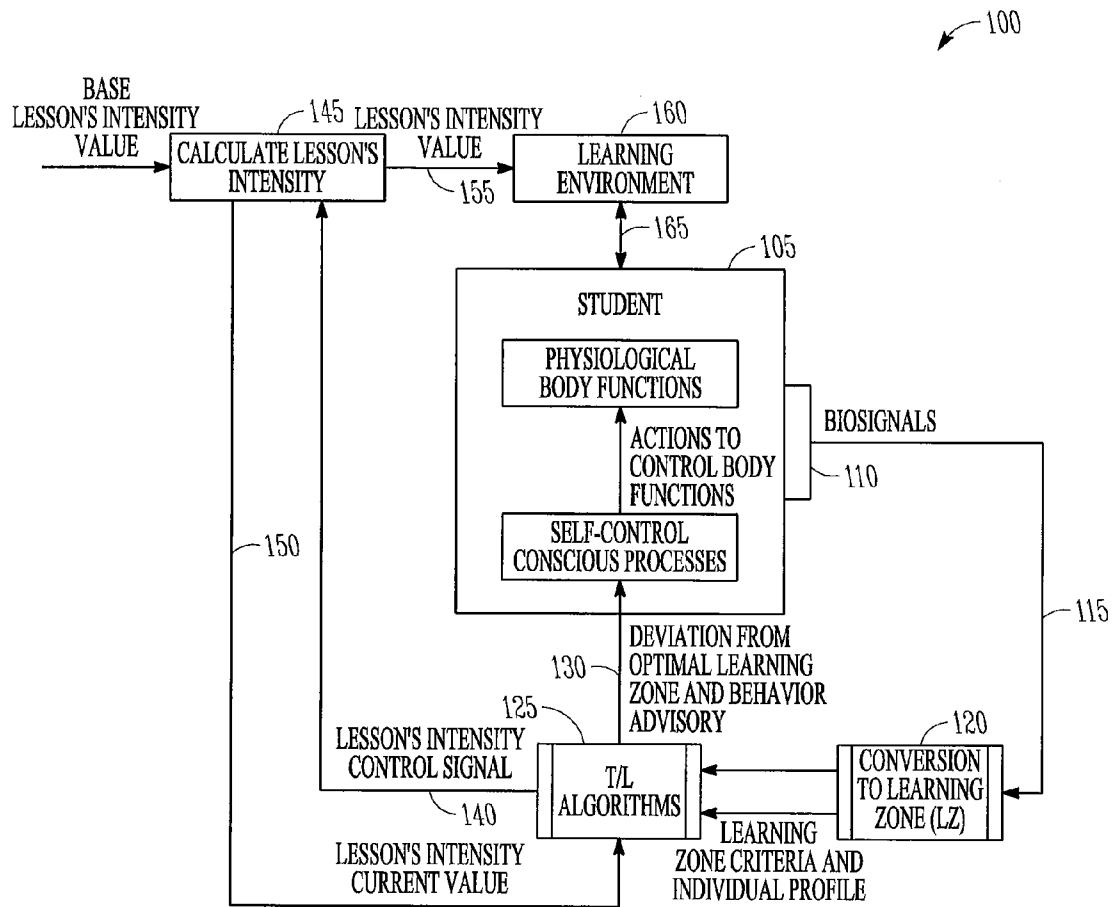 100
BASE
LESSON'S INTENSITY
VALUE
145
CALCULATE LESSON'S
INTENSITY
LESSON'S INTENSITY
VALUE
155
160
LEARNING
ENVIRONMENT
165
105
STUDENT
PHYSIOLOGICAL
BODY FUNCTIONS
ACTIONS TO
CONTROL BODY
FUNCTIONS
SELF-CONTROL
CONSCIOUS PROCESSES
BIOSIGNALS
110
115
150
130
DEVIATION FROM
OPTIMAL LEARNING
ZONE AND BEHAVIOR
ADVISORY
125
T/L
ALGORITHMS
120
CONVERSION
TO LEARNING
ZONE (LZ)
LESSON'S INTENSITY
CONTROL SIGNAL
140
LEARNING
ZONE CRITERIA AND
INDIVIDUAL PROFILE
LESSON'S INTENSITY
CURRENT VALUE